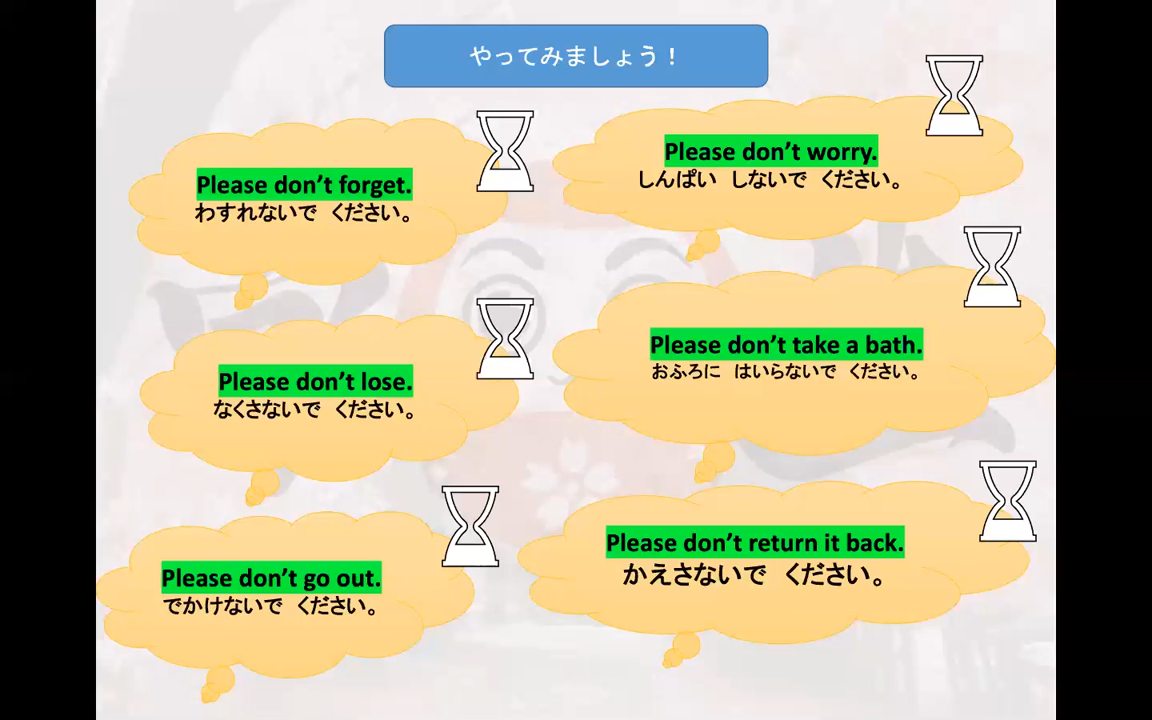 やってみましょう！
Please don't forget.
わすれないで ください。
Please don't worry.
しんぱい しないで ください。
Please don't lose.
なくさないで ください。
Please don't take a bath.
おふろに はいらないで ください。
Please don't go out.
でかけないで ください。
Please don't return it back.
かえさないで ください。